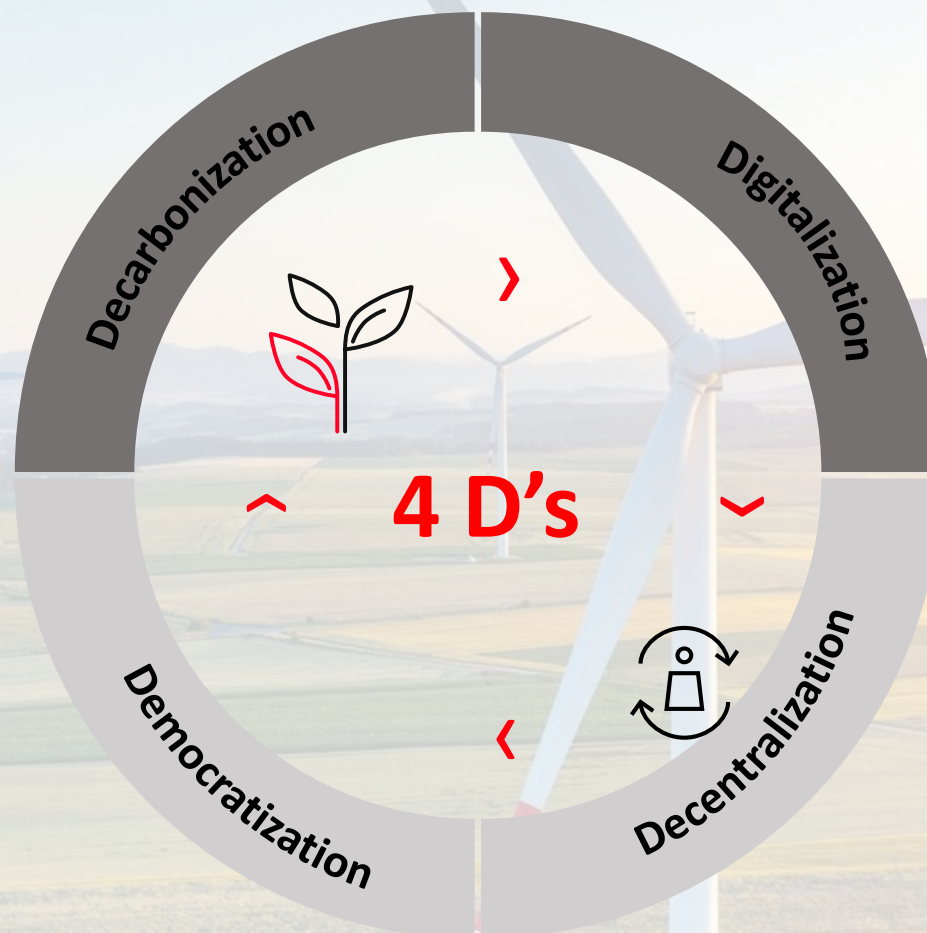 Decarbonization
Digitalization
4 D’s
Democratization
Decentralization